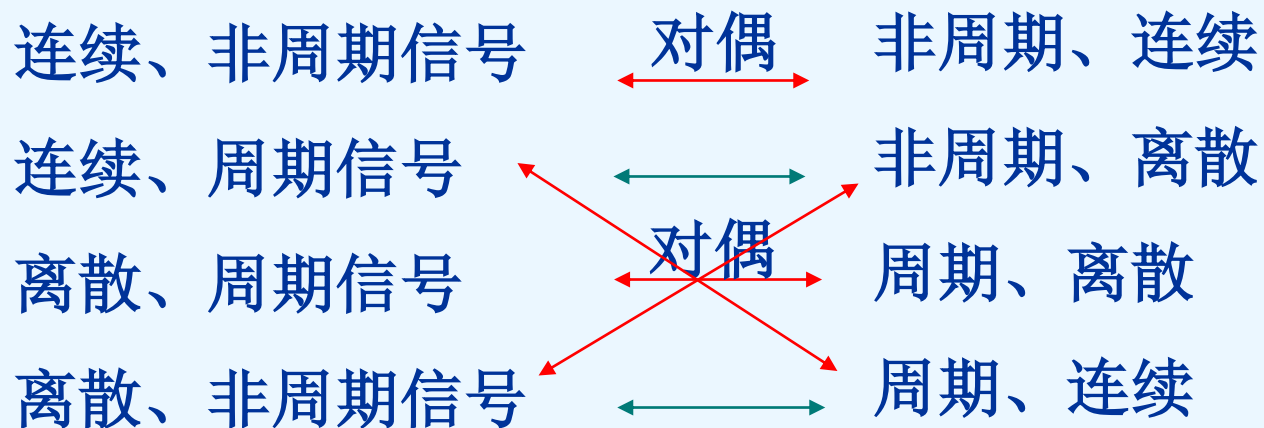 连续、非周期信号 对偶 非周期、连续
连续、周期信号 非周期、离散
对偶
离散、周期信号 周期、离散
离散、非周期信号 周期、连续